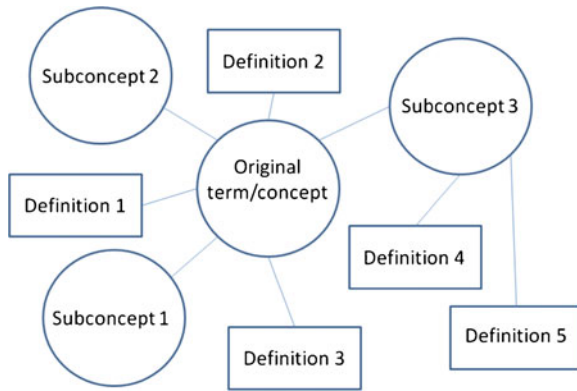 Subconcept 2
Definition 2
Subconcept 3
Original
term/concept
Definition 1
Definition 4
Subconcept 1
Definition 3
Definition 5